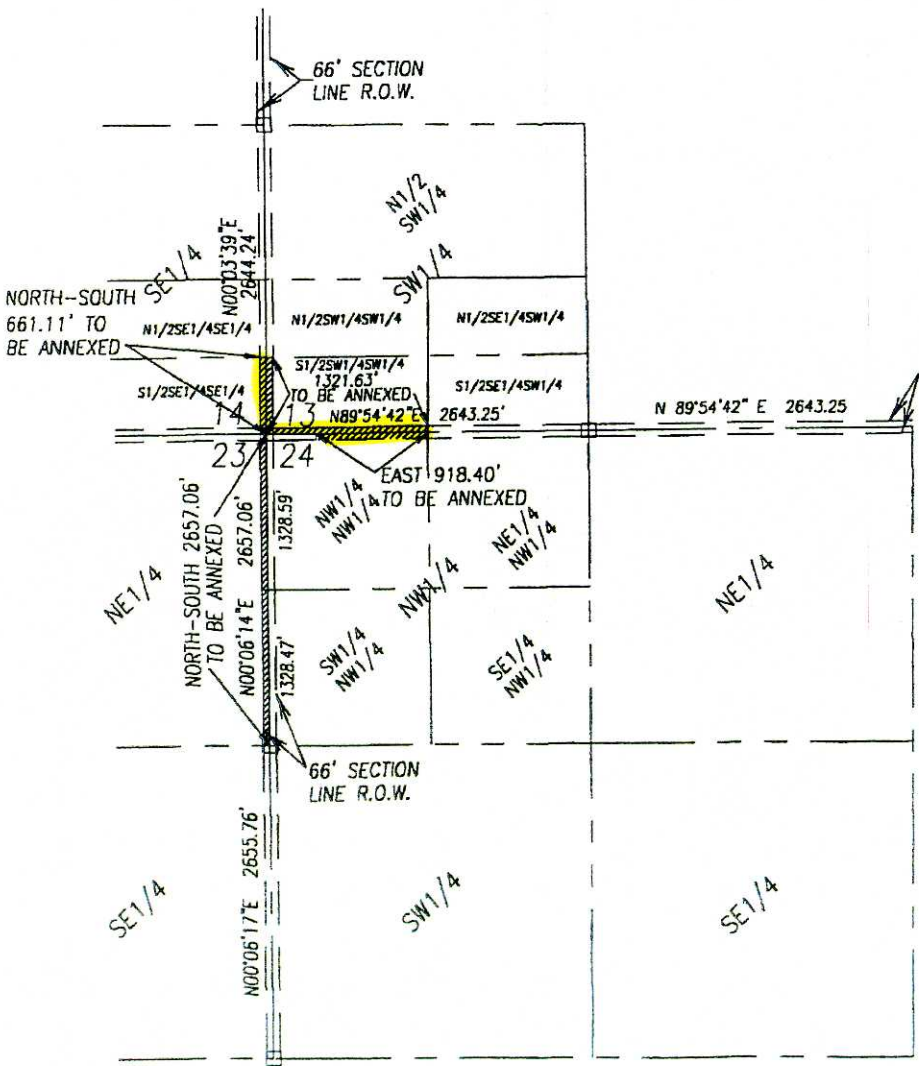 66' SECTION
LINE R.O.W.
N1/2
SW1/4
N00°03'39"E
2644.24'
SE1/4
SW1/4
NORTH-SOUTH
661.11' TO
BE ANNEXED
N1/2SE1/4SE1/4
N1/2SW1/4SW1/4
N1/2SE1/4SW1/4
S1/2SE1/4SE1/4
S1/2SW1/4SW1/4
1321.63'
TO BE ANNEXED
S1/2SE1/4SW1/4
14
13
N89°54'42"E
2643.25'
N 89°54'42" E 2643.25
23
24
EAST 918.40'
TO BE ANNEXED
NW1/4
NW1/4
NE1/4
NW1/4
NE1/4
NORTH-SOUTH 2657.06'
TO BE ANNEXED
N00°06'14"E 2657.06'
1328.59'
NW1/4
NE1/4
SW1/4
NW1/4
SE1/4
NW1/4
1328.47'
66' SECTION
LINE R.O.W.
N00°06'17"E 2655.76'
SE1/4
SW1/4
SE1/4